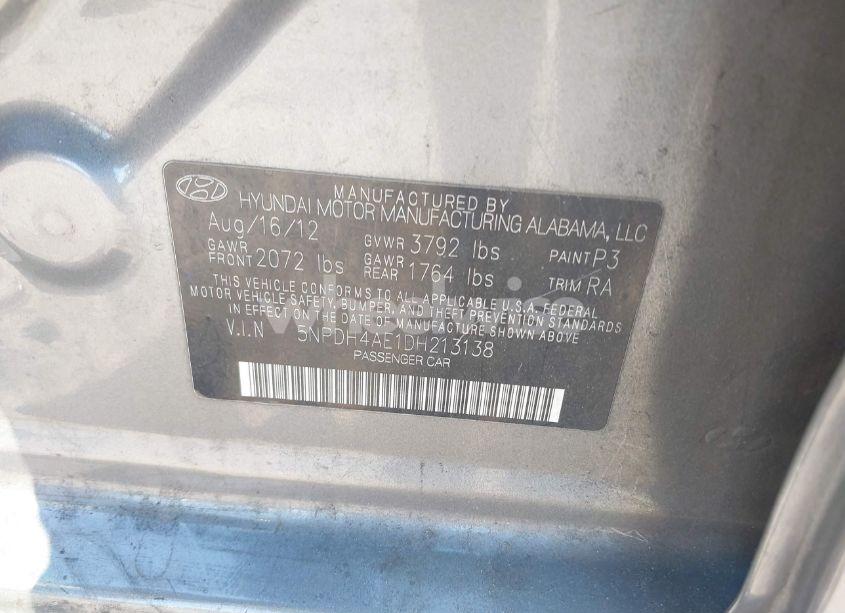 MANUFACTURED BY
HYUNDAI MOTOR MANUFACTURING ALABAMA, LLC
Aug/16/12 GVWR 3792 lbs PAINT P3
GAWR FRONT 2072 lbs GAWR REAR 1764 lbs TRIM RA
THIS VEHICLE CONFORMS TO ALL APPLICABLE U.S.A. FEDERAL
MOTOR VEHICLE SAFETY, BUMPER, AND THEFT PREVENTION STANDARDS
IN EFFECT ON THE DATE OF MANUFACTURE SHOWN ABOVE
V.I.N 5NPDH4AE1DH213138
PASSENGER CAR